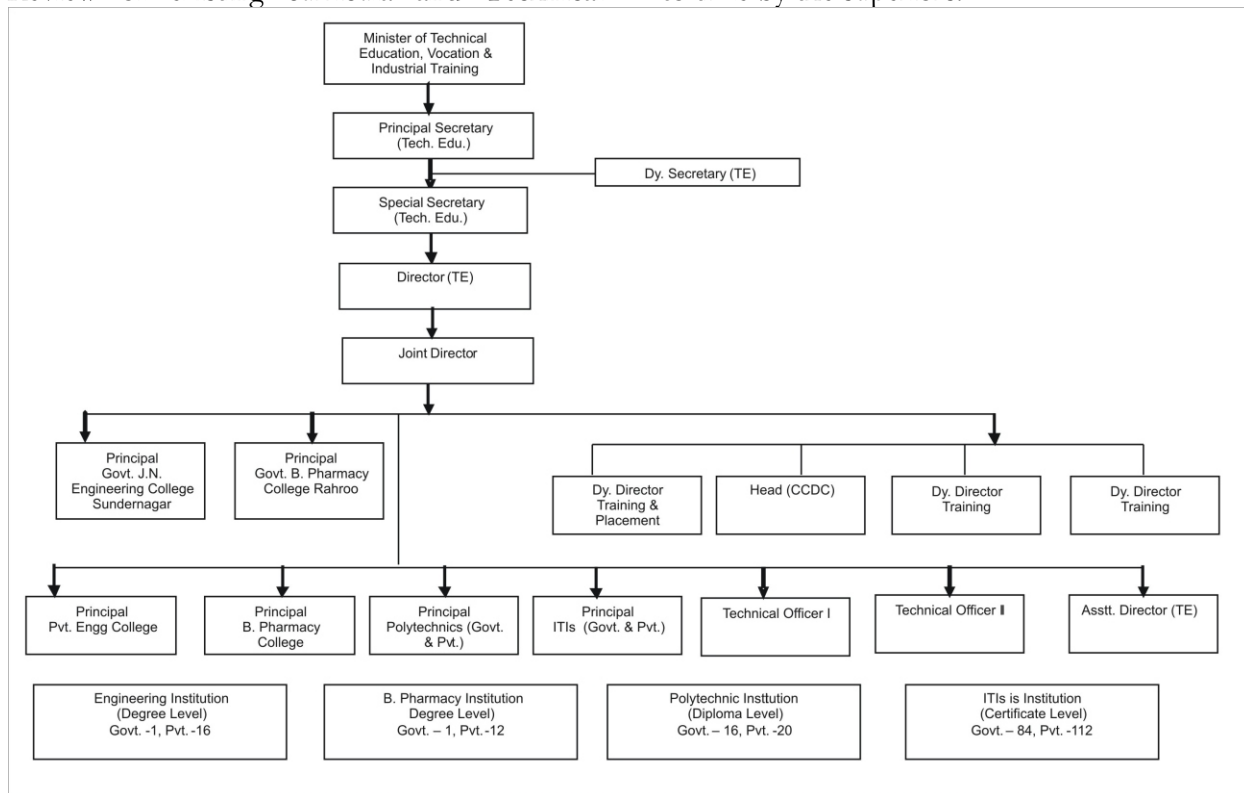 Minister of Technical
Education, Vocation &
Industrial Training
Principal Secretary
(Tech. Edu.)
Dy. Secretary (TE)
Special Secretary
(Tech. Edu.)
Director (TE)
Joint Director
Principal
Govt. J.N.
Engineering College
Sundernagar
Principal
Govt. B. Pharmacy
College Rahroo
Dy. Director
Training &
Placement
Head (CCDC)
Dy. Director
Training
Dy. Director
Training
Principal
Pvt. Engg College
Principal
B. Pharmacy
College
Principal
Polytechnics (Govt.
& Pvt.)
Principal
ITIs (Govt. & Pvt.)
Technical Officer I
Technical Officer II
Asstt. Director (TE)
Engineering Institution
(Degree Level)
Govt. -1, Pvt. -16
B. Pharmacy Institution
Degree Level)
Govt. – 1, Pvt. -12
Polytechnic Insttution
(Diploma Level)
Govt. – 16, Pvt. -20
ITIs is Institution
(Certificate Level)
Govt. – 84, Pvt. -112